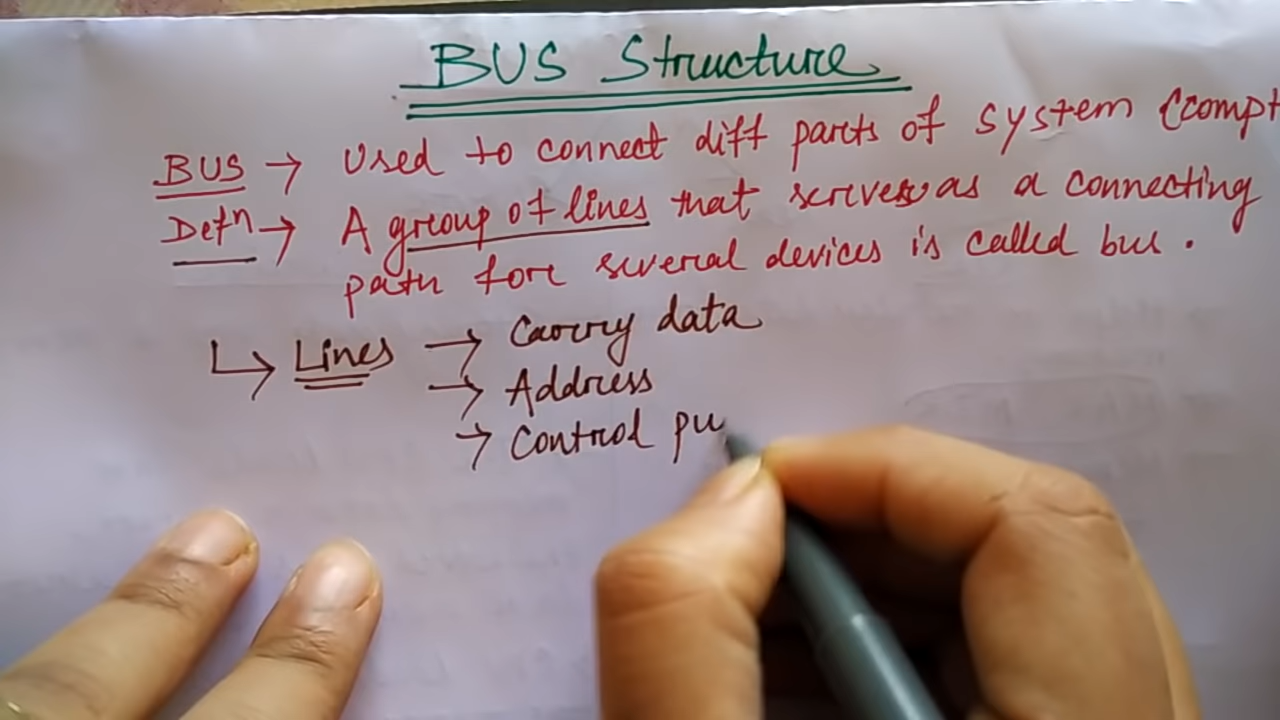 BUS Structure
BUS → Used to connect diff parts of system (compt
Defn → A group of lines that serves as a connecting
path for several devices is called bus.
↳ Lines → Carry data
→ Address
→ Control pu